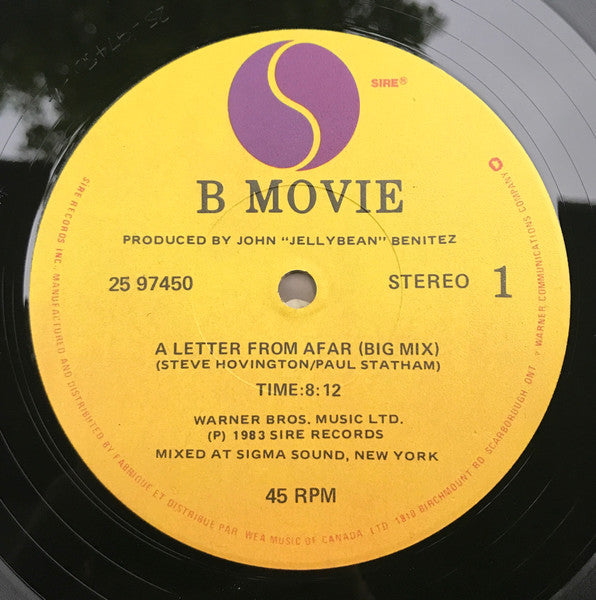 SIRE®
B MOVIE
PRODUCED BY JOHN "JELLYBEAN" BENITEZ
25 97450
STEREO 1
A LETTER FROM AFAR (BIG MIX)
(STEVE HOVINGTON/PAUL STATHAM)
TIME:8:12
WARNER BROS. MUSIC LTD.
(P) 1983 SIRE RECORDS
MIXED AT SIGMA SOUND, NEW YORK
45 RPM
SIRE RECORDS INC. MANUFACTURED AND DISTRIBUTED BY FABRIQUE ET DISTRIBUE PAR WEA MUSIC OF CANADA, LTD 1810 BIRCHMOUNT RD SCARBOROUGH ONT. A WARNER COMMUNICATIONS COMPANY